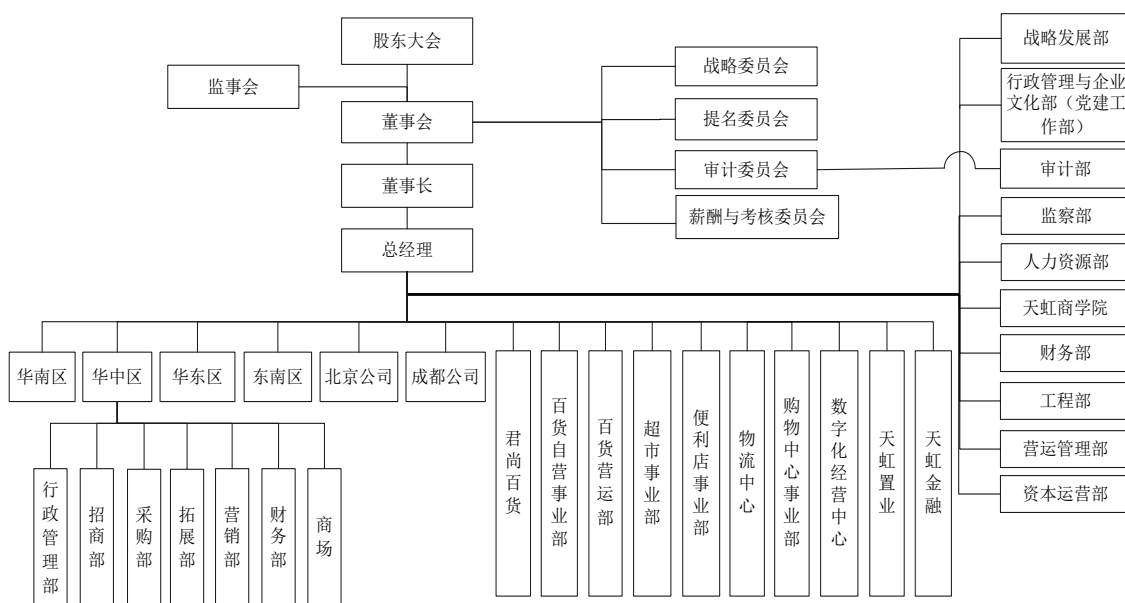 股东大会
监事会
董事会
董事长
总经理
战略委员会
提名委员会
审计委员会
薪酬与考核委员会
战略发展部
行政管理与企业
文化部（党建工
作部）
审计部
监察部
人力资源部
天虹商学院
财务部
工程部
营运管理部
资本运营部
华南区
华中区
华东区
东南区
北京公司
成都公司
君尚百货
百货自营事业部
百货营运部
超市事业部
便利店事业部
物流中心
购物中心事业部
数字化经营中心
天虹置业
天虹金融
行政管理部
招商部
采购部
拓展部
营销部
财务部
商场